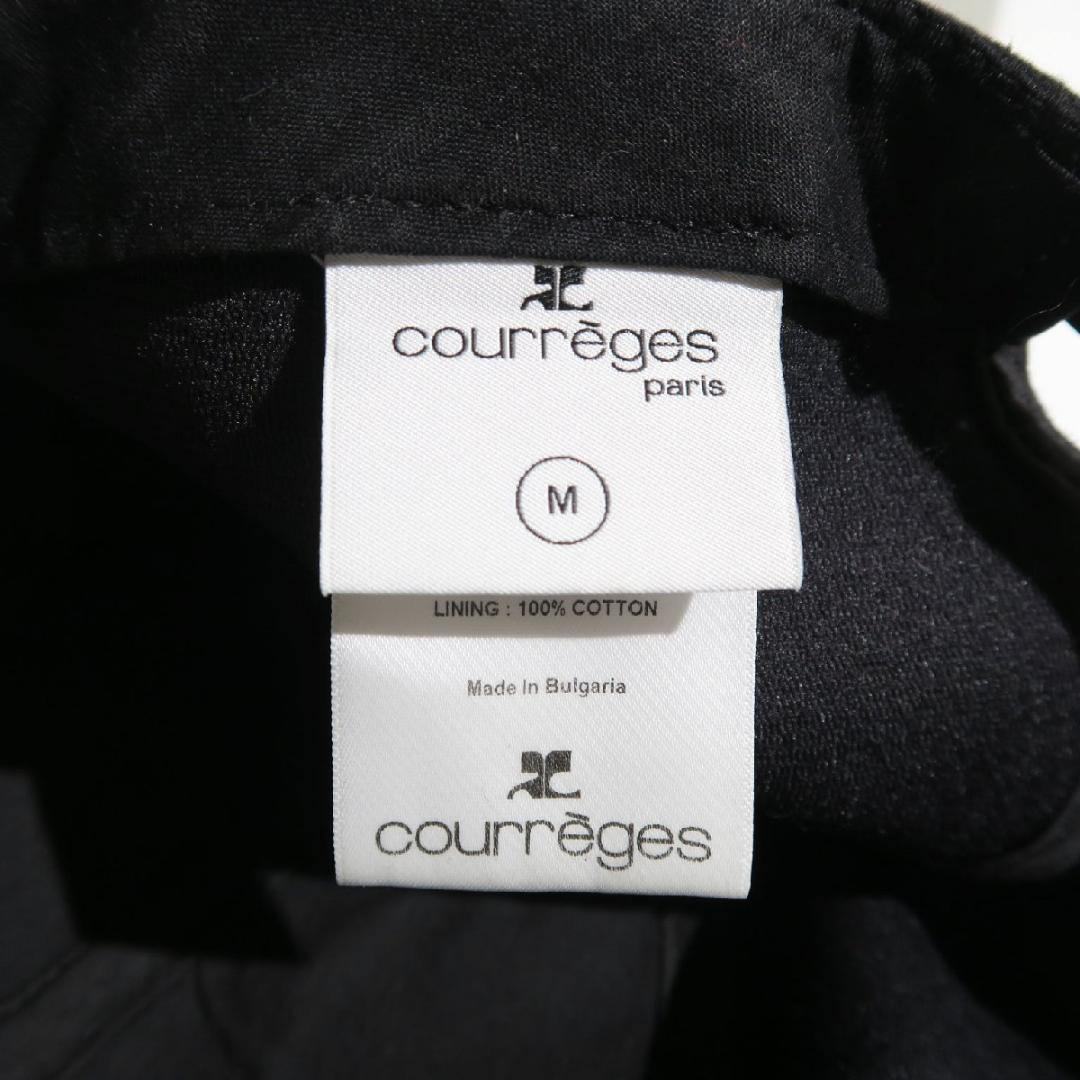 courrèges
paris
M
LINING : 100% COTTON
Made In Bulgaria
courrèges